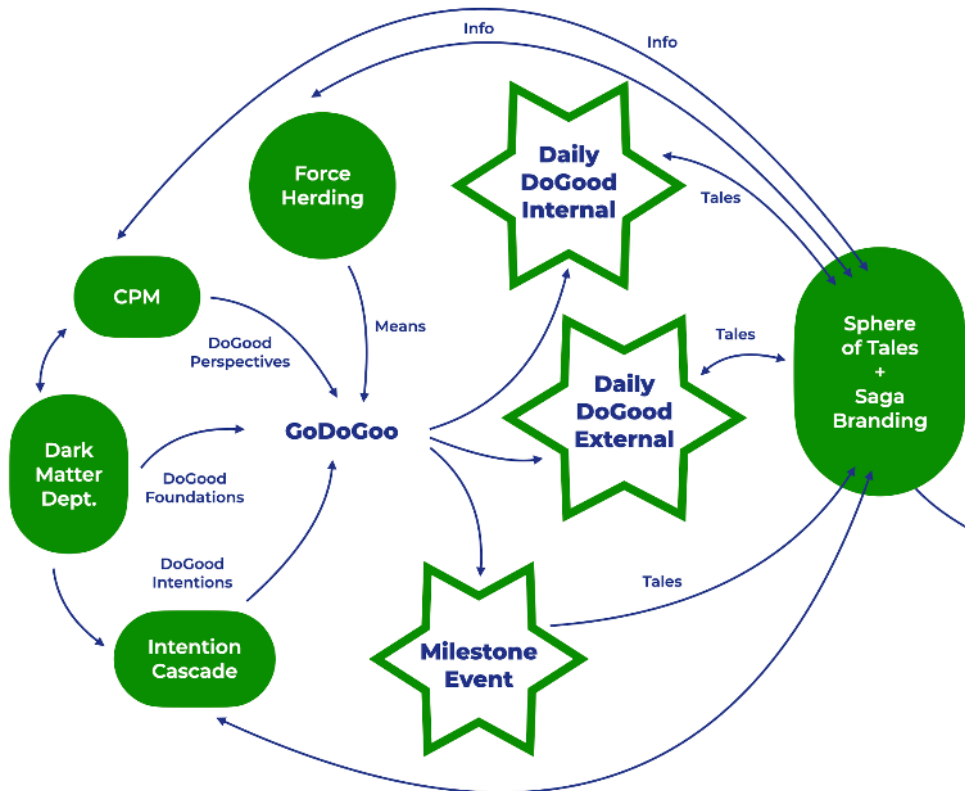 Info
Info
Force
Herding
Daily
DoGood
Internal
Tales
CPM
DoGood
Perspectives
Means
Sphere
of Tales
+
Saga
Branding
Tales
Daily
DoGood
External
GoDoGoo
Dark
Matter
Dept.
DoGood
Foundations
DoGood
Intentions
Tales
Intention
Cascade
Milestone
Event